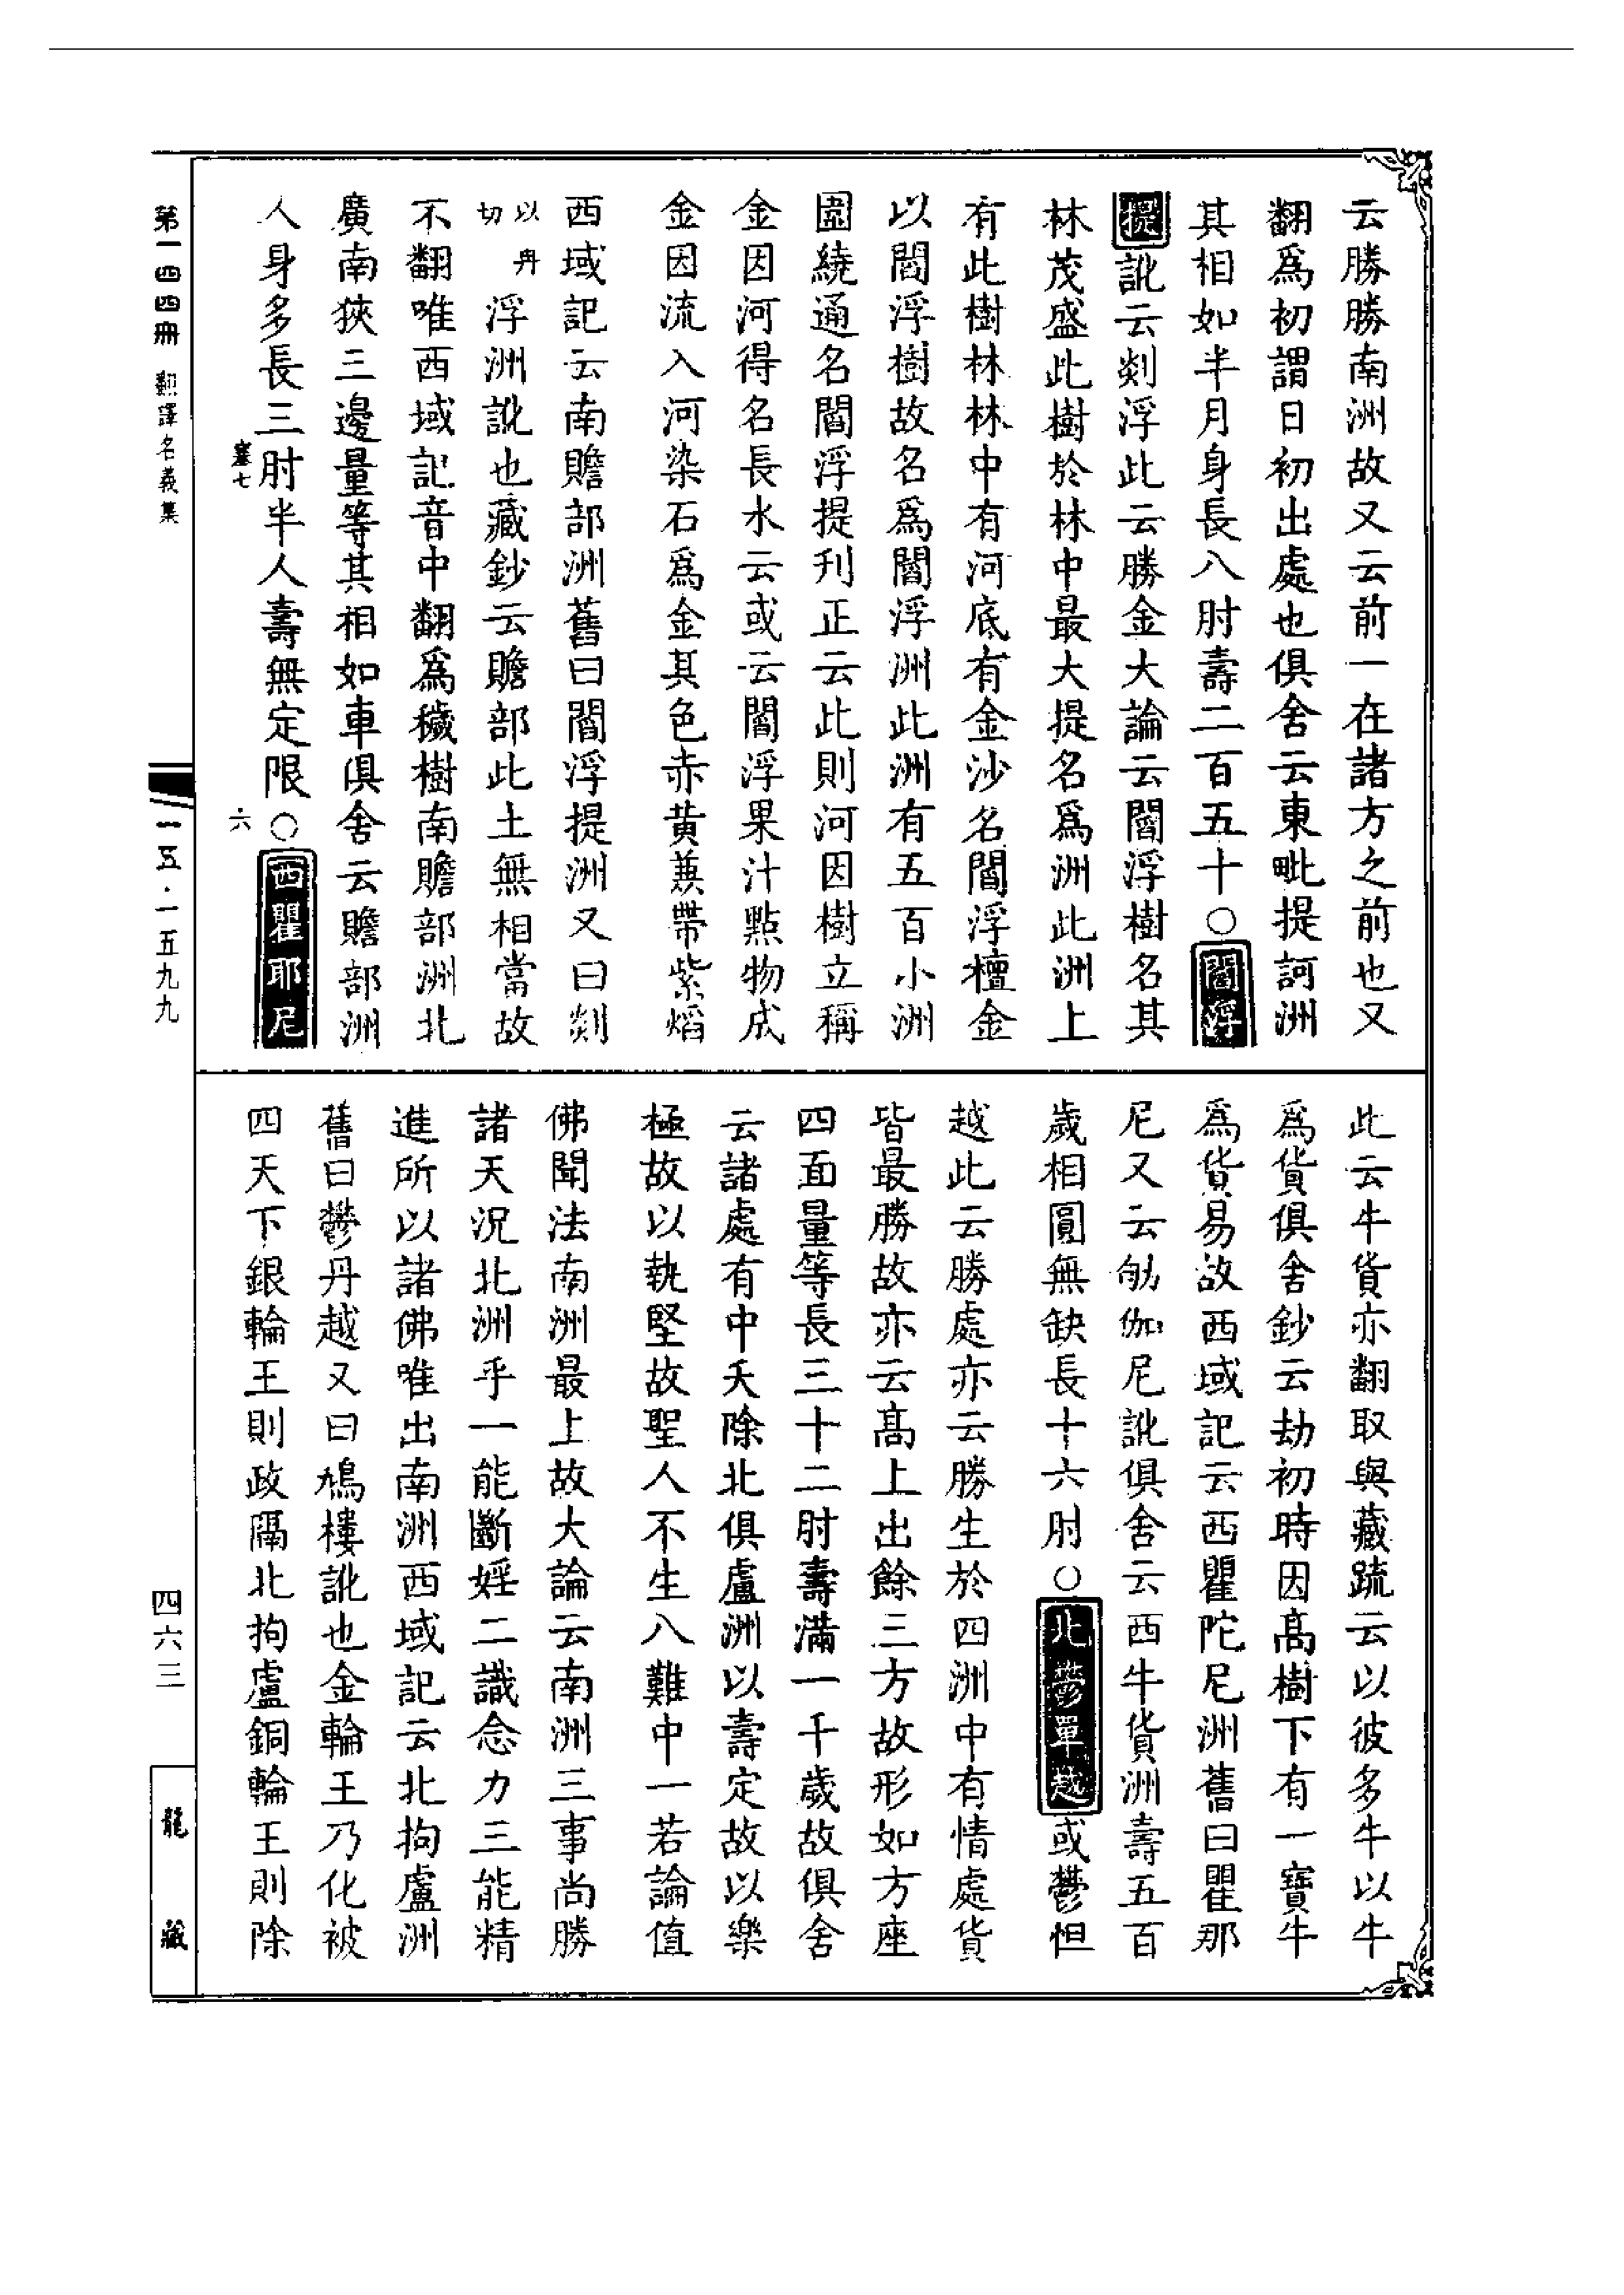 云勝勝南洲故又云前一在諸方之前也又
翻爲初謂日初出處也俱舍云東毗提訶洲
其相如半月身長八肘壽二百五十○閻浮
提訛云剡浮此云勝金大論云閻浮樹名其
林茂盛此樹於林中最大提名爲洲此洲上
有此樹林林中有河底有金沙名閻浮檀金
以閻浮樹故名爲閻浮洲此洲有五百小洲
圍繞通名閻浮提刋正云此則河因樹立稱
金因河得名長水云或云閻浮果汁點物成
金因流入河染石爲金其色赤黃兼帶紫焰
西域記云南贍部洲舊曰閻浮提洲又曰剡
以冉切浮洲訛也藏鈔云贍部此土無相當故
不翻唯西域記音中翻爲穢樹南贍部洲北
廣南狹三邊量等其相如車俱舍云贍部洲
人身多長三肘半人壽無定限○西瞿耶尼
塞七
六
此云牛貨亦翻取與藏䟽云以彼多牛以牛
爲貨俱舍鈔云劫初時因髙樹下有一寶牛
爲貨易故西域記云西瞿陀尼洲舊曰瞿那
尼又云劬伽尼訛俱舍云西牛貨洲壽五百
歲相圓無缺長十六肘○北鬱單越或鬱怛
越此云勝處亦云勝生於四洲中有情處貨
皆最勝故亦云髙上出餘三方故形如方座
四面量等長三十二肘壽滿一千歲故俱舍
云諸處有中夭除北俱盧洲以壽定故以樂
極故以執堅故聖人不生八難中一若論值
佛聞法南洲最上故大論云南洲三事尚勝
諸天況北洲乎一能斷婬二識念力三能精
進所以諸佛唯出南洲西域記云北拘盧洲
舊曰鬱丹越又曰鳩樓訛也金輪王乃化被
四天下銀輪王則政隔北拘盧銅輪王則除
第一四四冊　翻譯名義集
一五·一五九九
四六三
龍藏